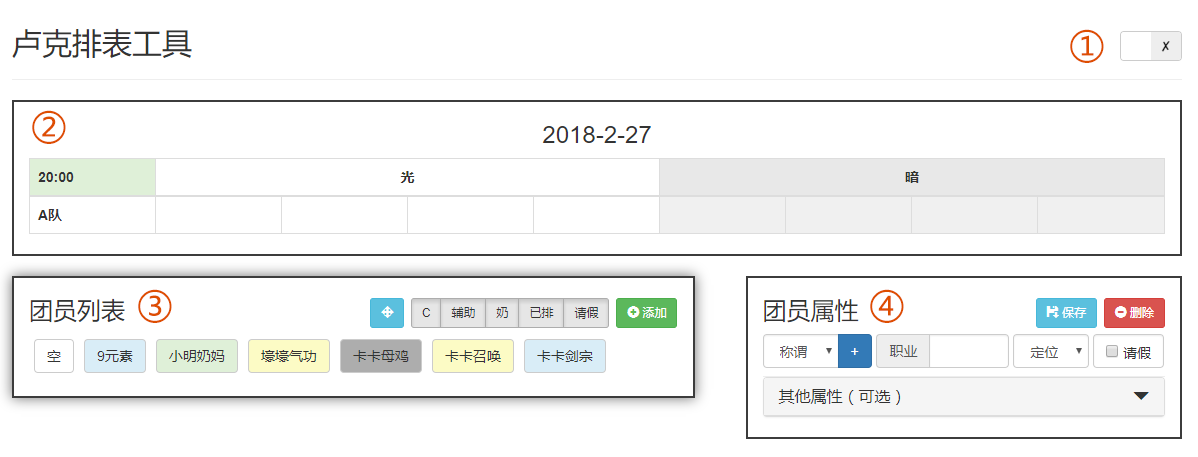 卢克排表工具 ① ✗
②
2018-2-27
20:00 光 暗
A队
团员列表 ③ C 辅助 奶 已排 请假 添加
空 9元素 小明奶妈 壕壕气功 卡卡母鸡 卡卡召唤 卡卡剑宗
团员属性 ④ 保存 删除
称谓 + 职业 定位 请假
其他属性（可选）